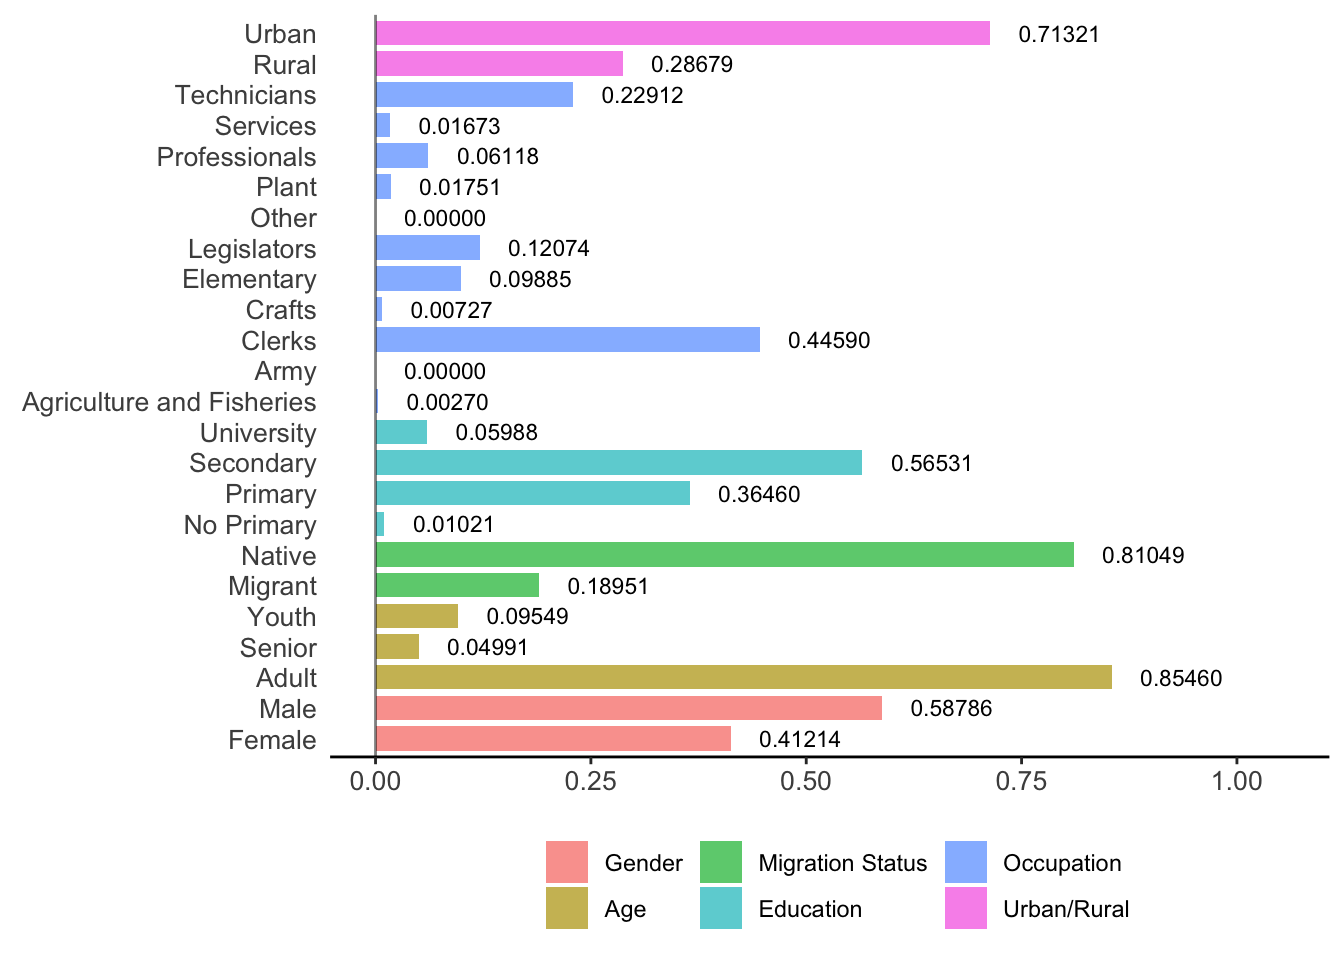 Urban 0.71321
Rural 0.28679
Technicians 0.22912
Services 0.01673
Professionals 0.06118
Plant 0.01751
Other 0.00000
Legislators 0.12074
Elementary 0.09885
Crafts 0.00727
Clerks 0.44590
Army 0.00000
Agriculture and Fisheries 0.00270
University 0.05988
Secondary 0.56531
Primary 0.36460
No Primary 0.01021
Native 0.81049
Migrant 0.18951
Youth 0.09549
Senior 0.04991
Adult 0.85460
Male 0.58786
Female 0.41214
0.00 0.25 0.50 0.75 1.00
Gender Migration Status Occupation
Age Education Urban/Rural